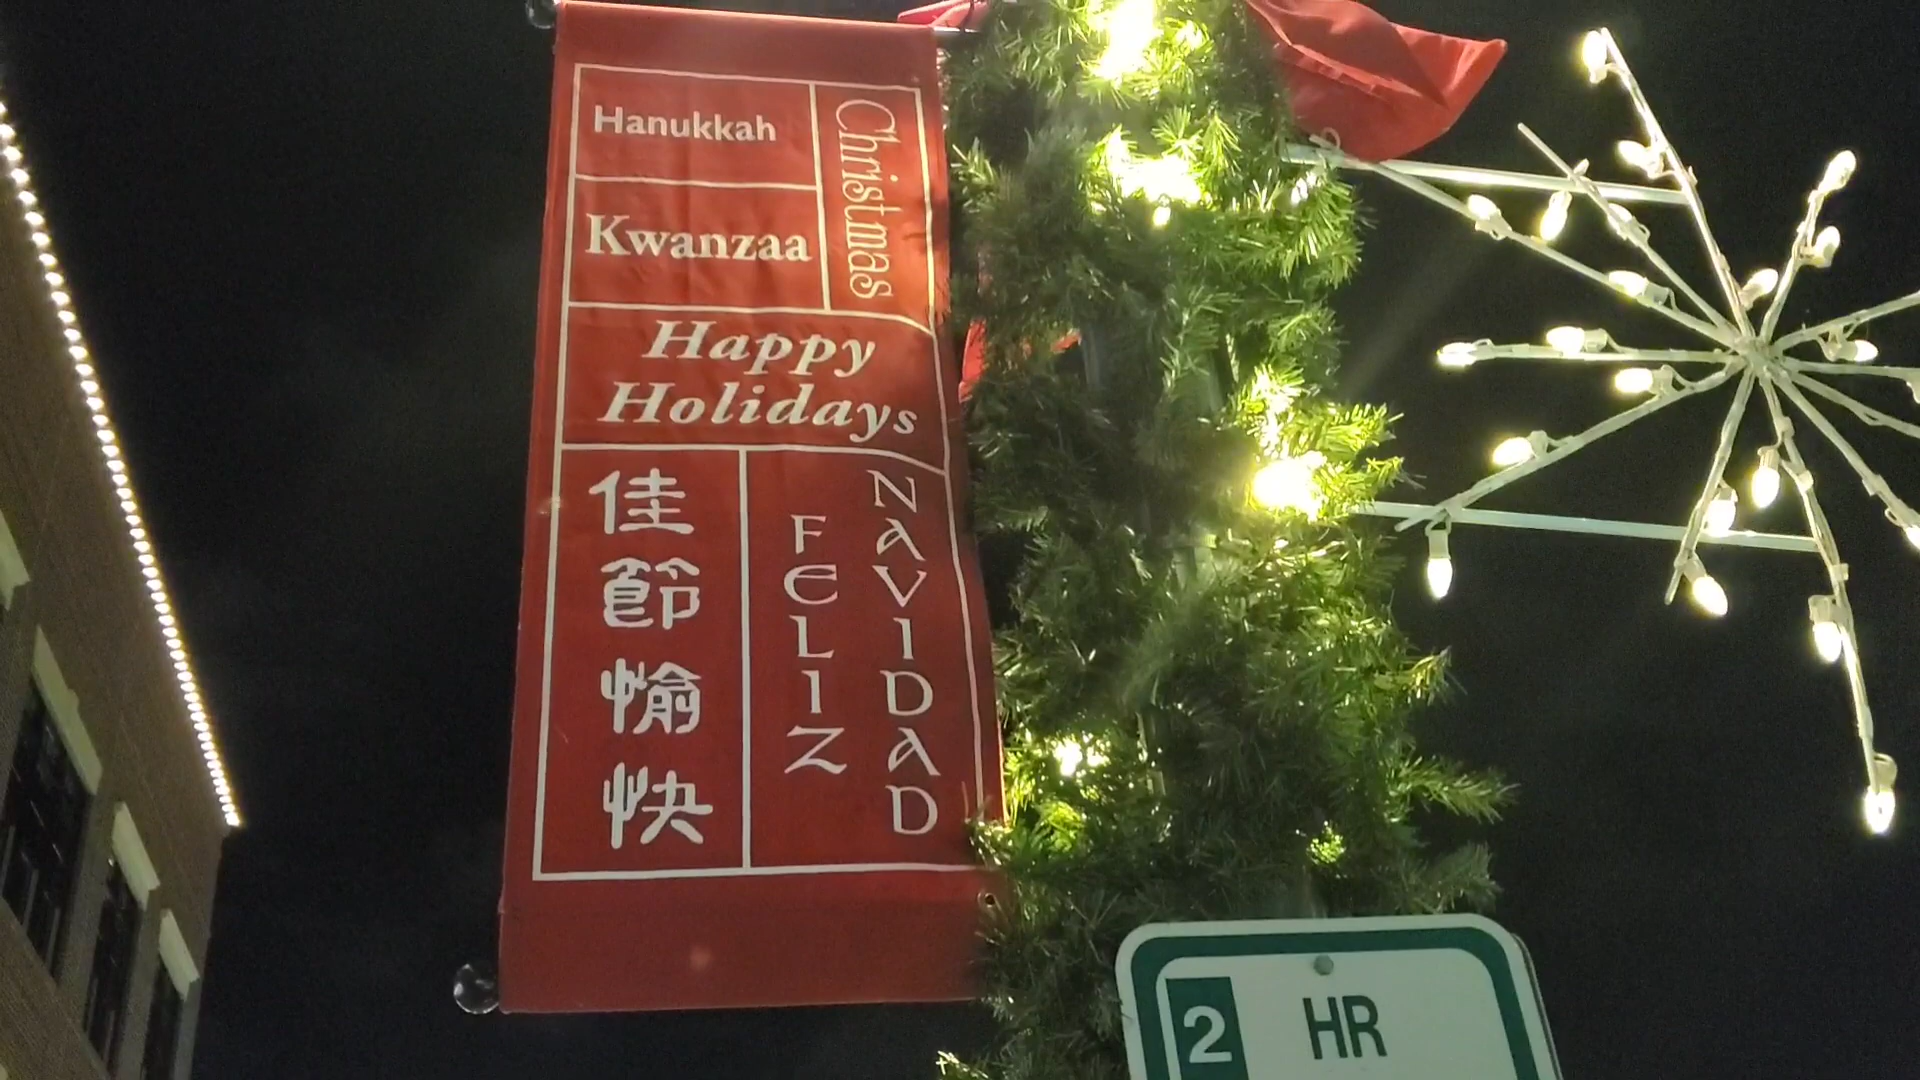 Hanukkah
Christmas
Kwanzaa
Happy
Holidays
佳節愉快
FELIZ
NAVIDAD
2 HR